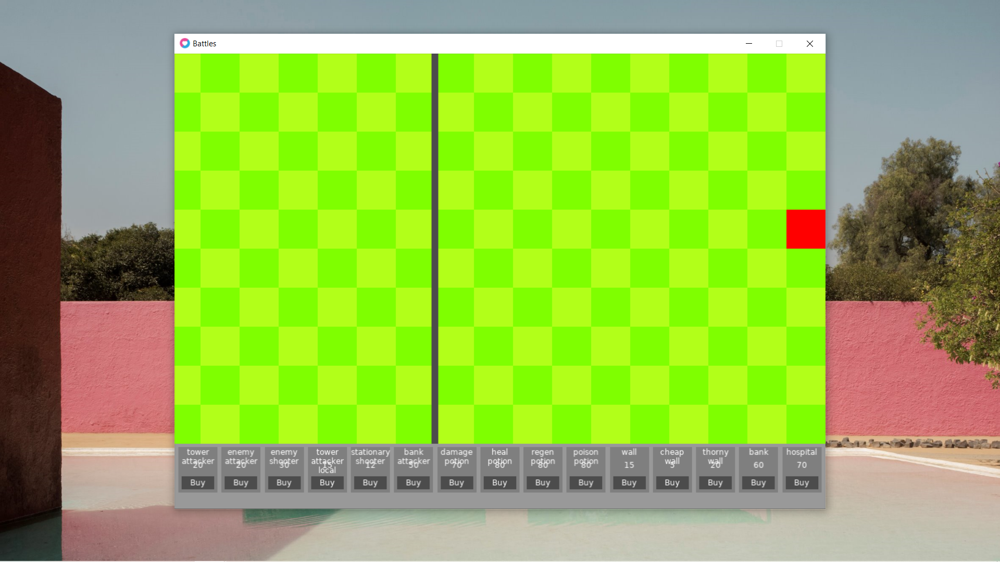 Battles
tower
attacker
20
Buy
enemy
attacker
20
Buy
enemy
shooter
30
Buy
tower
attacker
15
local
Buy
stationary
shooter
12
Buy
bank
attacker
50
Buy
damage
potion
70
Buy
heal
potion
80
Buy
regen
potion
80
Buy
poison
potion
80
Buy
wall
15
Buy
cheap
wall
5
Buy
thorny
wall
20
Buy
bank
60
Buy
hospital
70
Buy